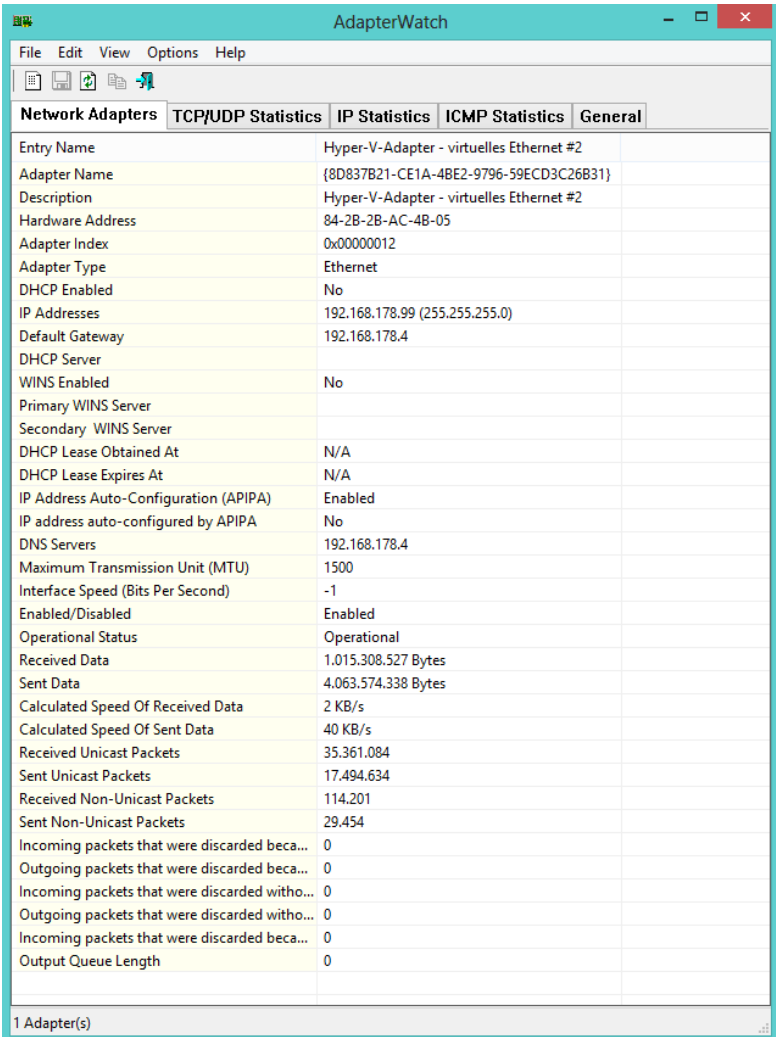 AdapterWatch
File Edit View Options Help
Network Adapters TCP/UDP Statistics IP Statistics ICMP Statistics General
Entry Name Hyper-V-Adapter - virtuelles Ethernet #2
Adapter Name {8D837B21-CE1A-4BE2-9796-59ECD3C26B31}
Description Hyper-V-Adapter - virtuelles Ethernet #2
Hardware Address 84-2B-2B-AC-4B-05
Adapter Index 0x00000012
Adapter Type Ethernet
DHCP Enabled No
IP Addresses 192.168.178.99 (255.255.255.0)
Default Gateway 192.168.178.4
DHCP Server
WINS Enabled No
Primary WINS Server
Secondary WINS Server
DHCP Lease Obtained At N/A
DHCP Lease Expires At N/A
IP Address Auto-Configuration (APIPA) Enabled
IP address auto-configured by APIPA No
DNS Servers 192.168.178.4
Maximum Transmission Unit (MTU) 1500
Interface Speed (Bits Per Second) -1
Enabled/Disabled Enabled
Operational Status Operational
Received Data 1.015.308.527 Bytes
Sent Data 4.063.574.338 Bytes
Calculated Speed Of Received Data 2 KB/s
Calculated Speed Of Sent Data 40 KB/s
Received Unicast Packets 35.361.084
Sent Unicast Packets 17.494.634
Received Non-Unicast Packets 114.201
Sent Non-Unicast Packets 29.454
Incoming packets that were discarded beca... 0
Outgoing packets that were discarded beca... 0
Incoming packets that were discarded witho... 0
Outgoing packets that were discarded witho... 0
Incoming packets that were discarded beca... 0
Output Queue Length 0
1 Adapter(s)